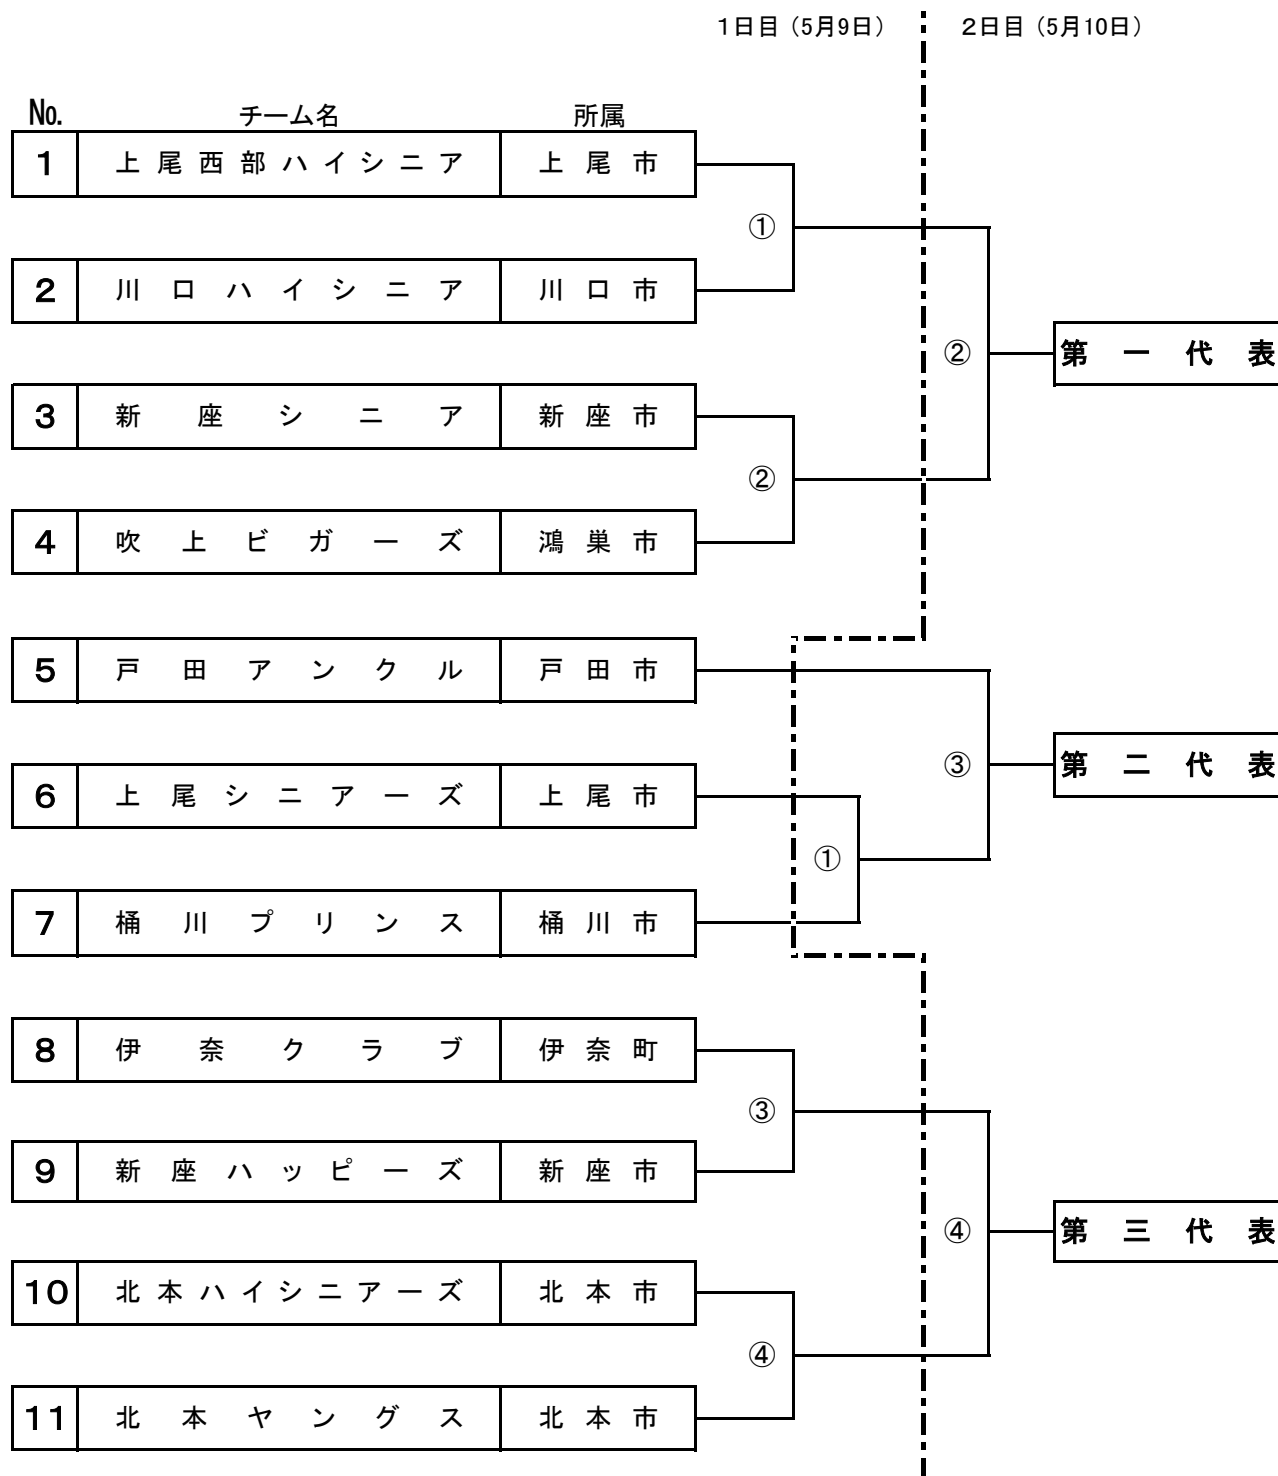 1日目（5月9日） 2日目（5月10日）
No. チーム名 所属
1 上尾西部ハイシニア 上尾市
①
2 川口ハイシニア 川口市
② 第一代表
3 新座シニア 新座市
②
4 吹上ビガーズ 鴻巣市
5 戸田アンクル 戸田市
③ 第二代表
6 上尾シニアーズ 上尾市
①
7 桶川プリンス 桶川市
8 伊奈クラブ 伊奈町
③
9 新座ハッピーズ 新座市
④ 第三代表
10 北本ハイシニアーズ 北本市
④
11 北本ヤングス 北本市